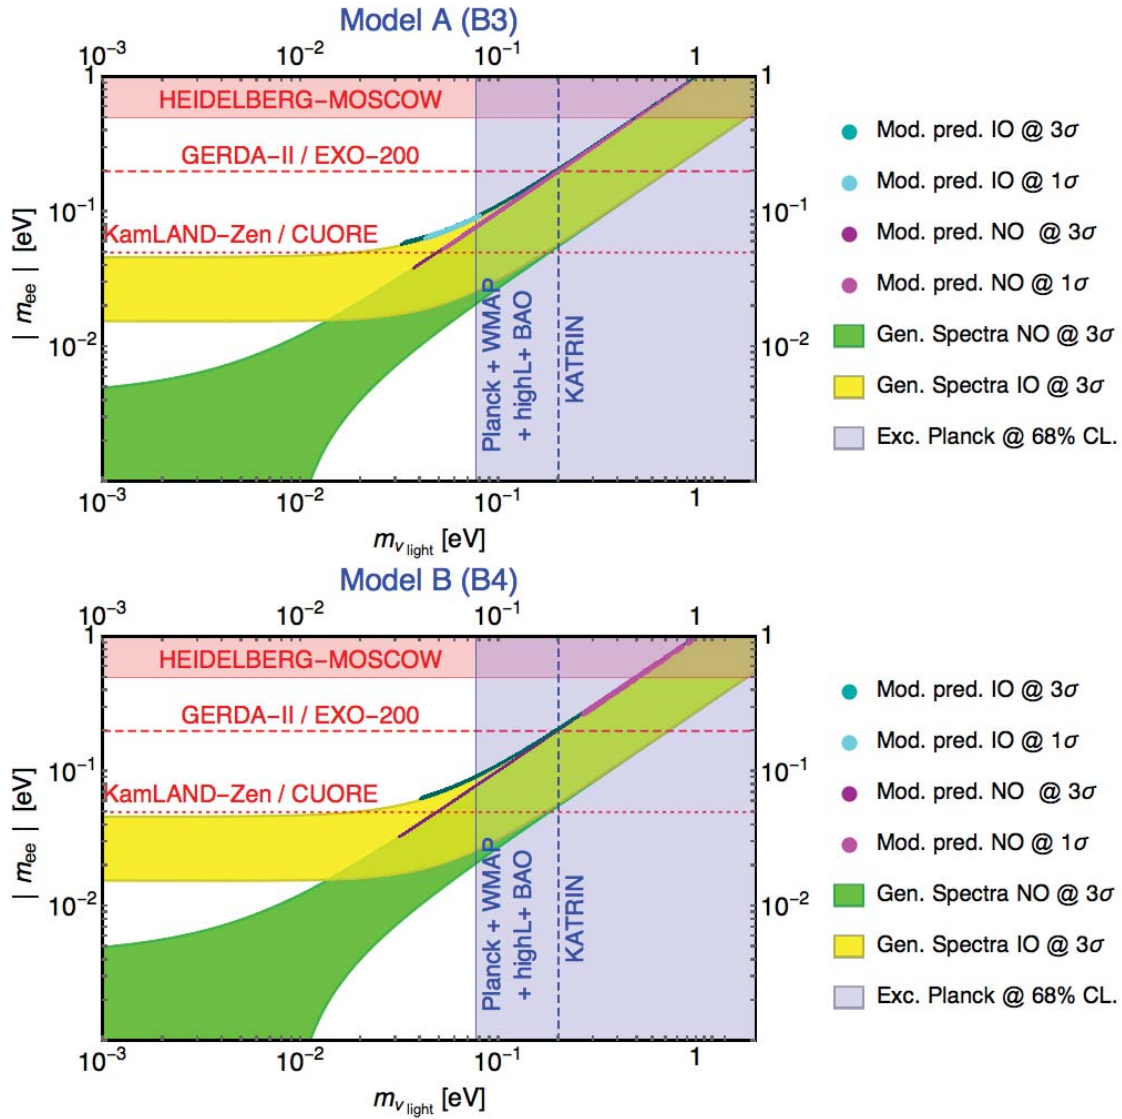 Model A (B3)
10⁻³ 10⁻² 10⁻¹ 1
1 1
HEIDELBERG-MOSCOW
GERDA-II / EXO-200
10⁻¹ 10⁻¹
KamLAND-Zen / CUORE
10⁻² 10⁻²
| mee | [eV]
Planck + WMAP
+ highL+ BAO
KATRIN
10⁻³ 10⁻² 10⁻¹ 1
mν light [eV]
Mod. pred. IO @ 3σ
Mod. pred. IO @ 1σ
Mod. pred. NO @ 3σ
Mod. pred. NO @ 1σ
Gen. Spectra NO @ 3σ
Gen. Spectra IO @ 3σ
Exc. Planck @ 68% CL.
Model B (B4)
10⁻³ 10⁻² 10⁻¹ 1
1 1
HEIDELBERG-MOSCOW
GERDA-II / EXO-200
10⁻¹ 10⁻¹
KamLAND-Zen / CUORE
10⁻² 10⁻²
| mee | [eV]
Planck + WMAP
+ highL+ BAO
KATRIN
10⁻³ 10⁻² 10⁻¹ 1
mν light [eV]
Mod. pred. IO @ 3σ
Mod. pred. IO @ 1σ
Mod. pred. NO @ 3σ
Mod. pred. NO @ 1σ
Gen. Spectra NO @ 3σ
Gen. Spectra IO @ 3σ
Exc. Planck @ 68% CL.